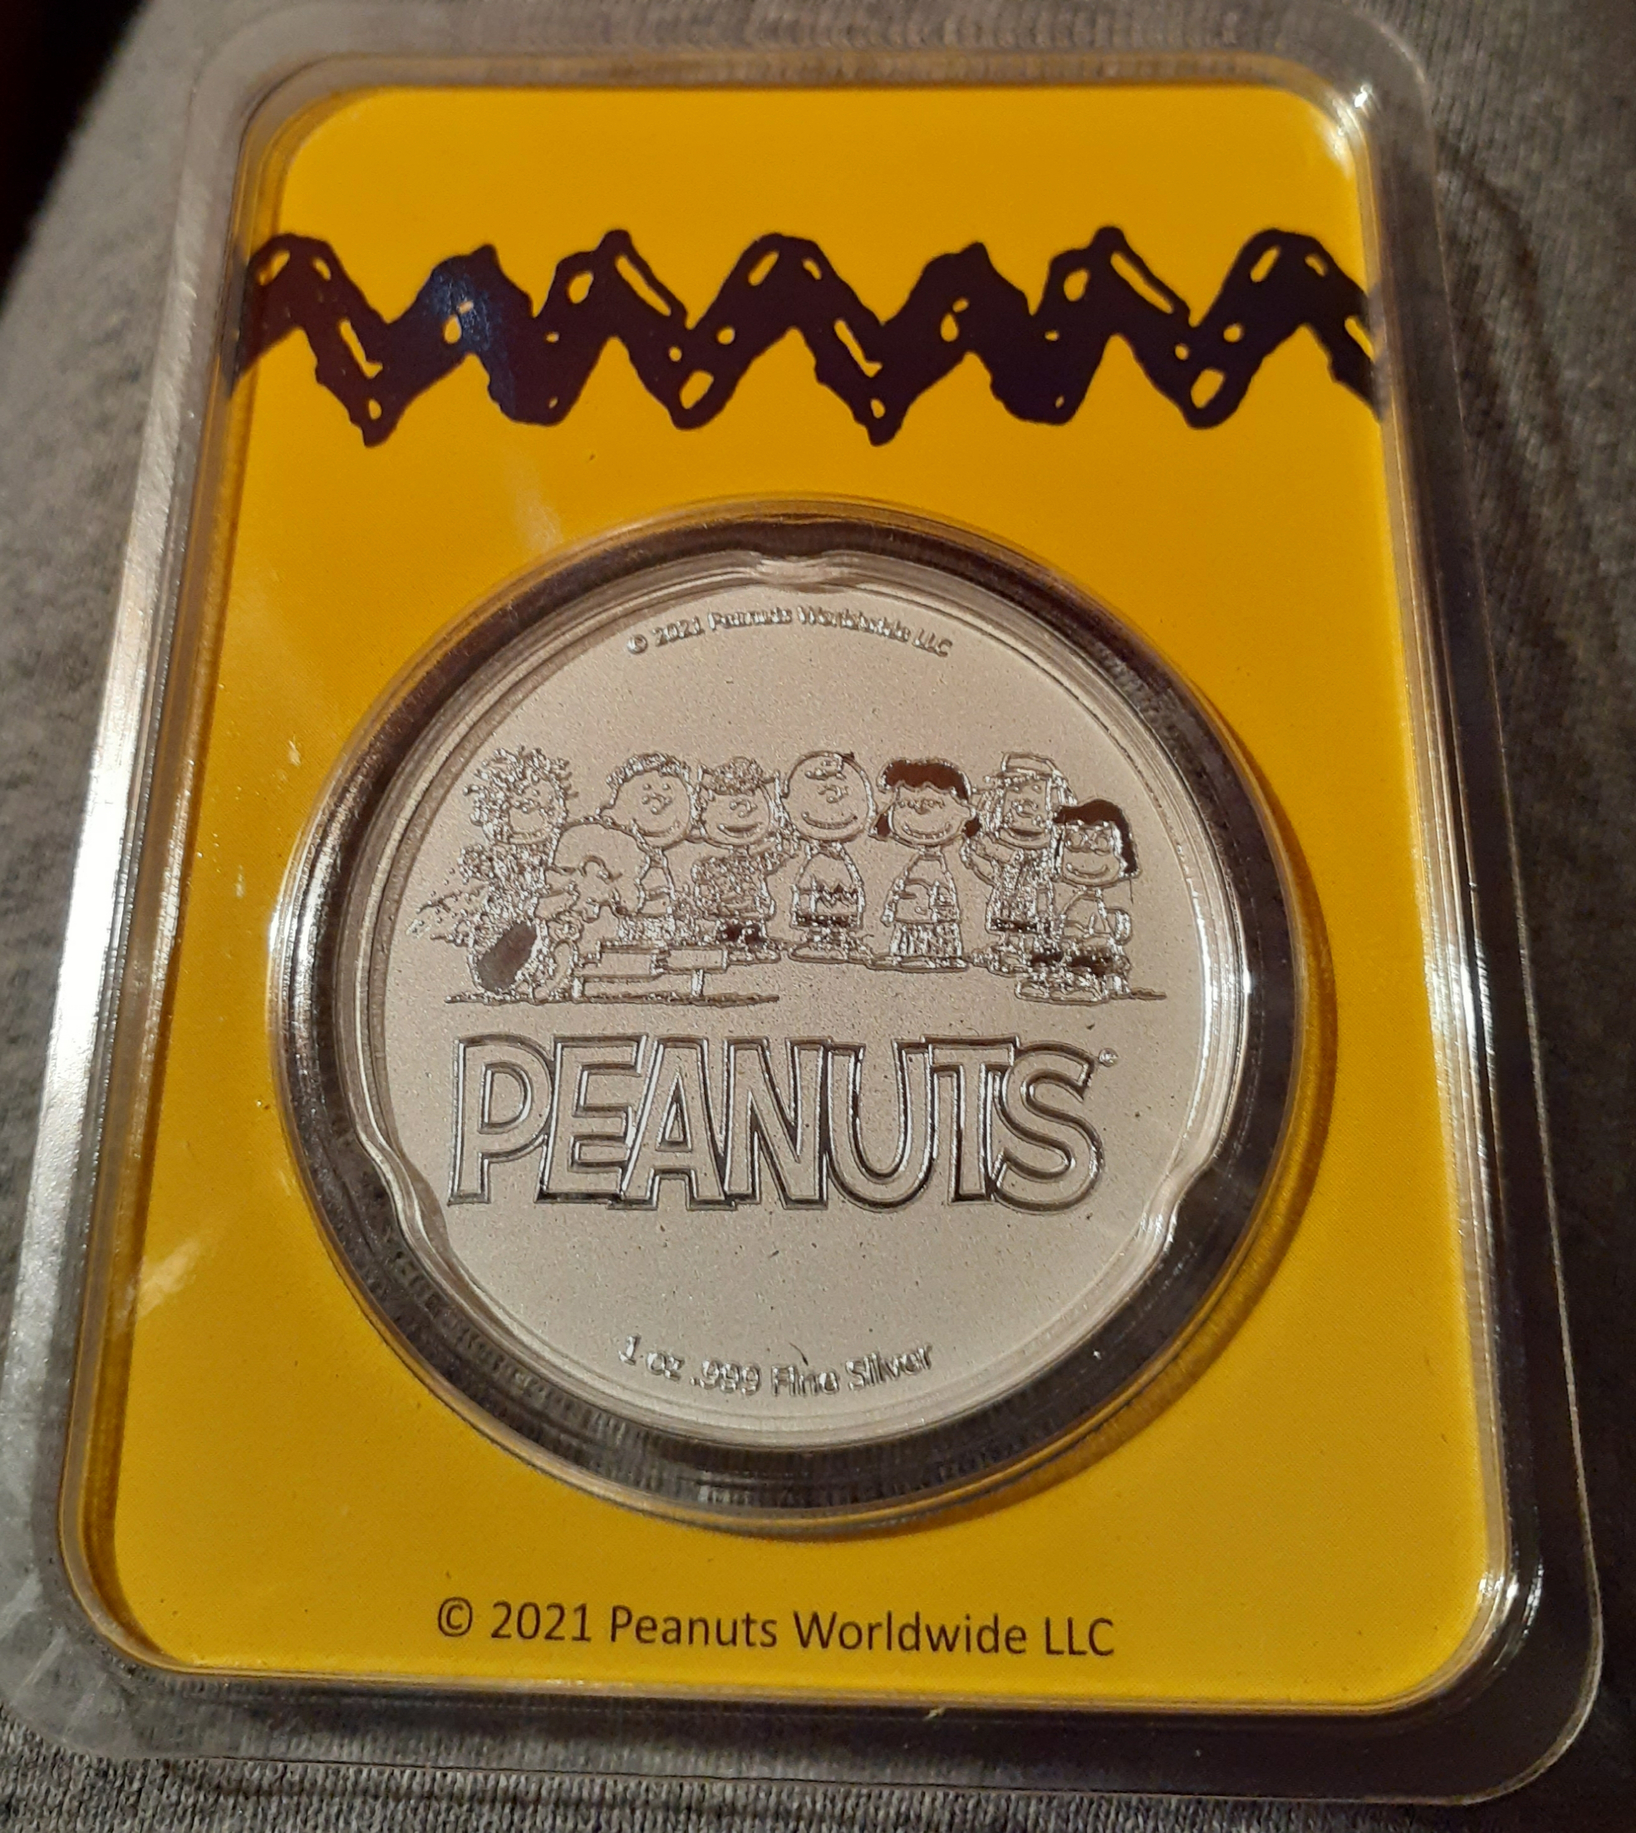 © 2021 Peanuts Worldwide LLC
PEANUTS®
1 oz .999 Fine Silver
© 2021 Peanuts Worldwide LLC